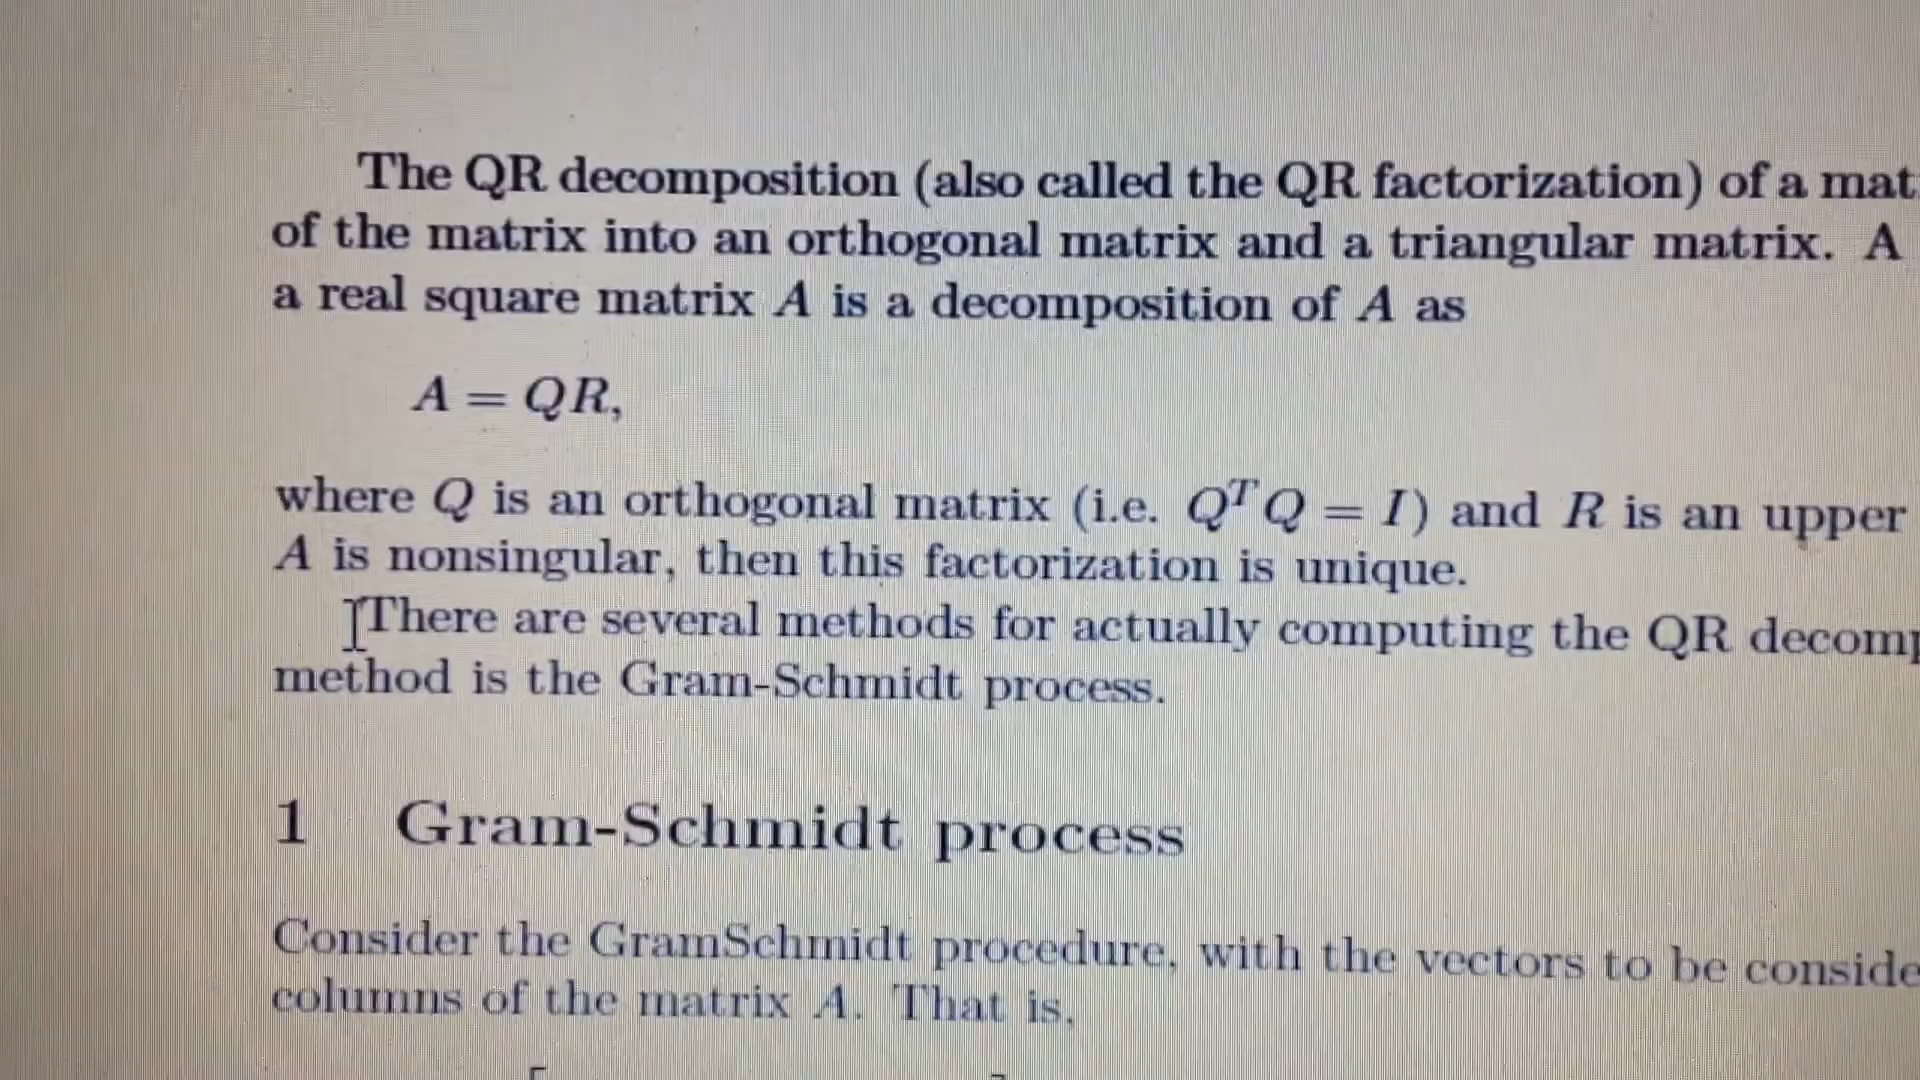 The QR decomposition (also called the QR factorization) of a
of the matrix into an orthogonal matrix and a triangular matrix. A
a real square matrix A is a decomposition of A as
A = QR,
where Q is an orthogonal matrix (i.e. Q^T Q = I) and R is an upper
A is nonsingular, then this factorization is unique.
There are several methods for actually computing the QR
method is the Gram-Schmidt process.
1 Gram-Schmidt process
Consider the GramSchmidt procedure, with the vectors to be
columns of the matrix A. That is,